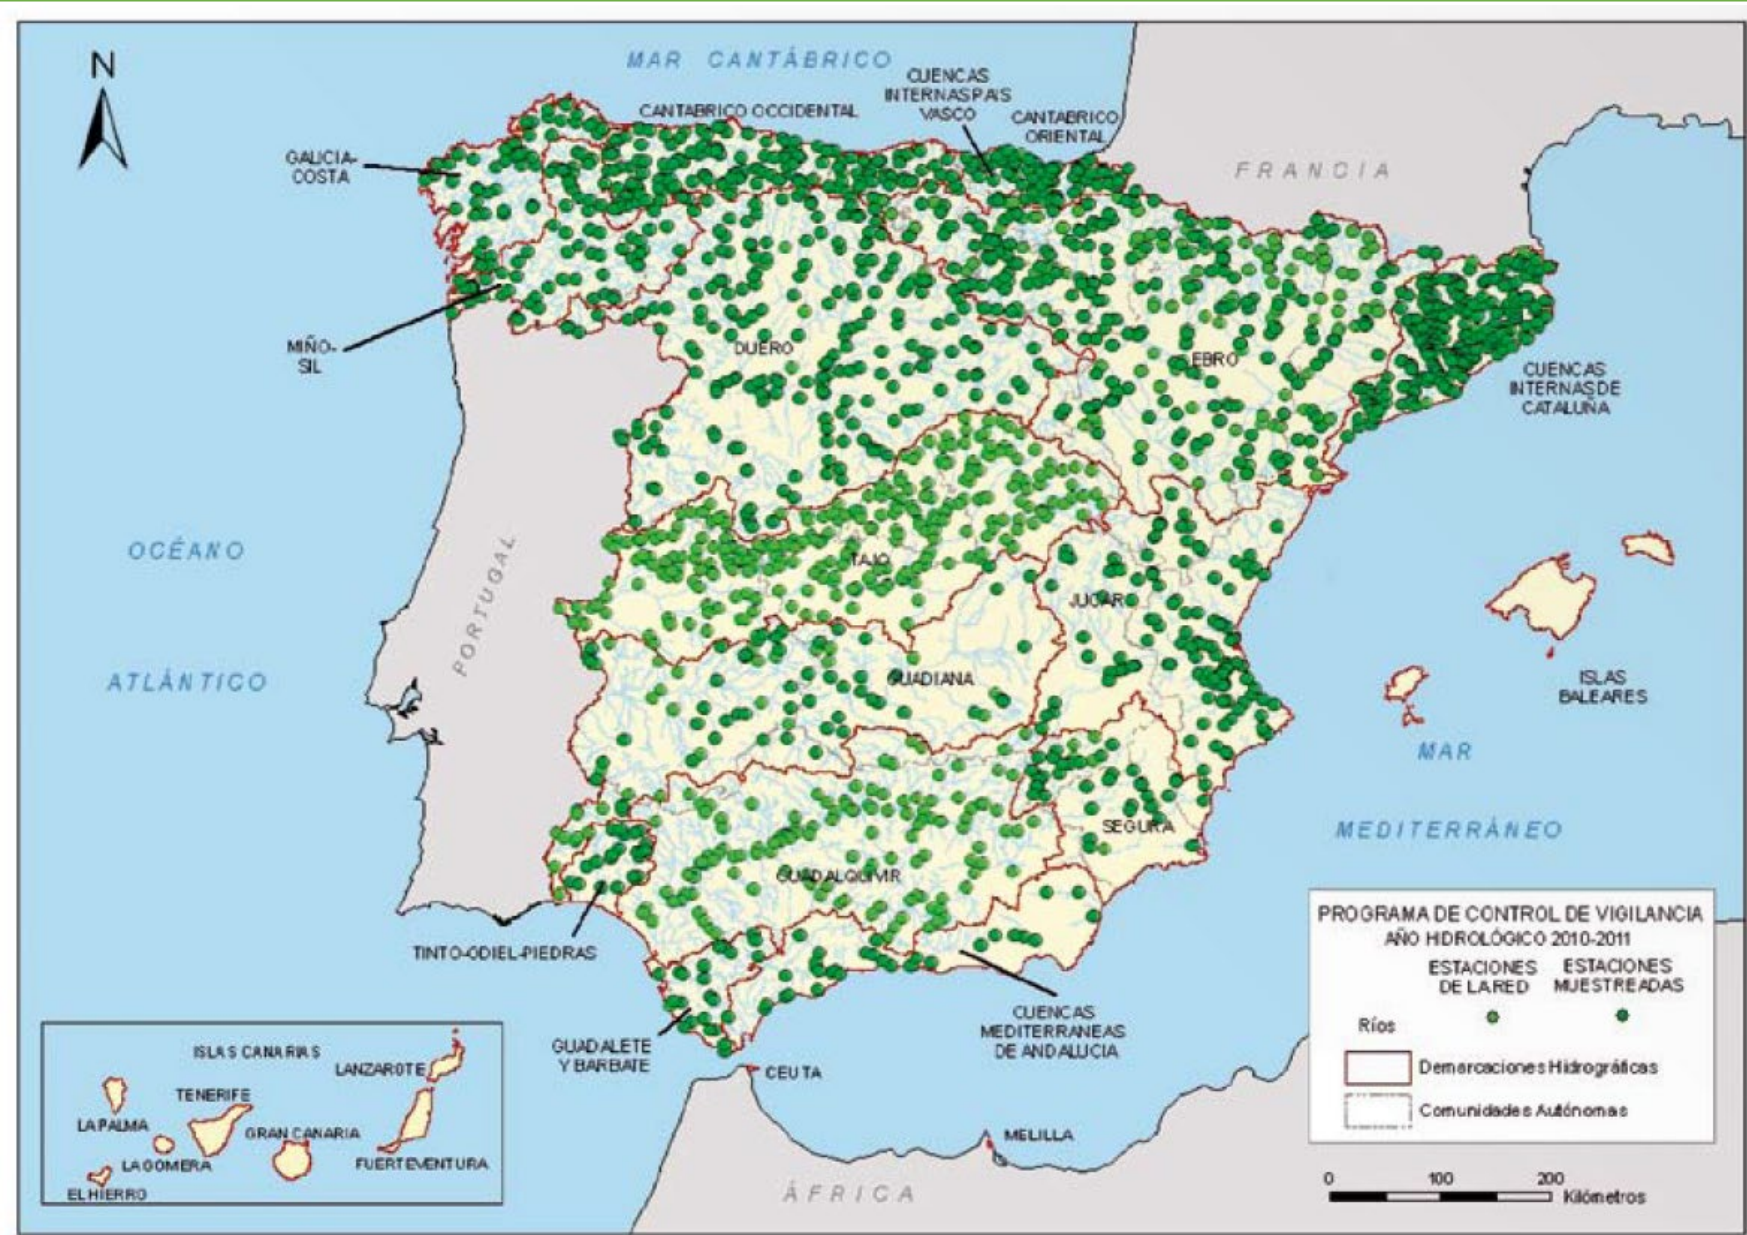 N
MAR CANTÁBRICO
CUENCAS
INTERNAS PAIS
VASCO
CANTABRICO OCCIDENTAL
CANTABRICO
ORIENTAL
GALICIA-
COSTA
FRANCIA
MIÑO-
SIL
DUERO
EBRO
CUENCAS
INTERNAS DE
CATALUÑA
OCÉANO
ATLÁNTICO
PORTUGAL
TAJO
JUCAR
GUADIANA
ISLAS
BALEARES
MAR
MEDITERRÁNEO
SEGURA
GUADALQUIVIR
TINTO-ODIEL-PIEDRAS
GUADALETE
Y BARBATE
CUENCAS
MEDITERRANEAS
DE ANDALUCIA
CEUTA
MELILLA
ÁFRICA
ISLAS CANARIAS
LANZAROTE
TENERIFE
LA PALMA
GRAN CANARIA
LA GOMERA
FUERTEVENTURA
EL HIERRO
PROGRAMA DE CONTROL DE VIGILANCIA
AÑO HIDROLÓGICO 2010-2011
ESTACIONES
DE LA RED
ESTACIONES
MUESTREADAS
Ríos
Demarcaciones Hidrográficas
Comunidades Autónomas
0 100 200
Kilómetros